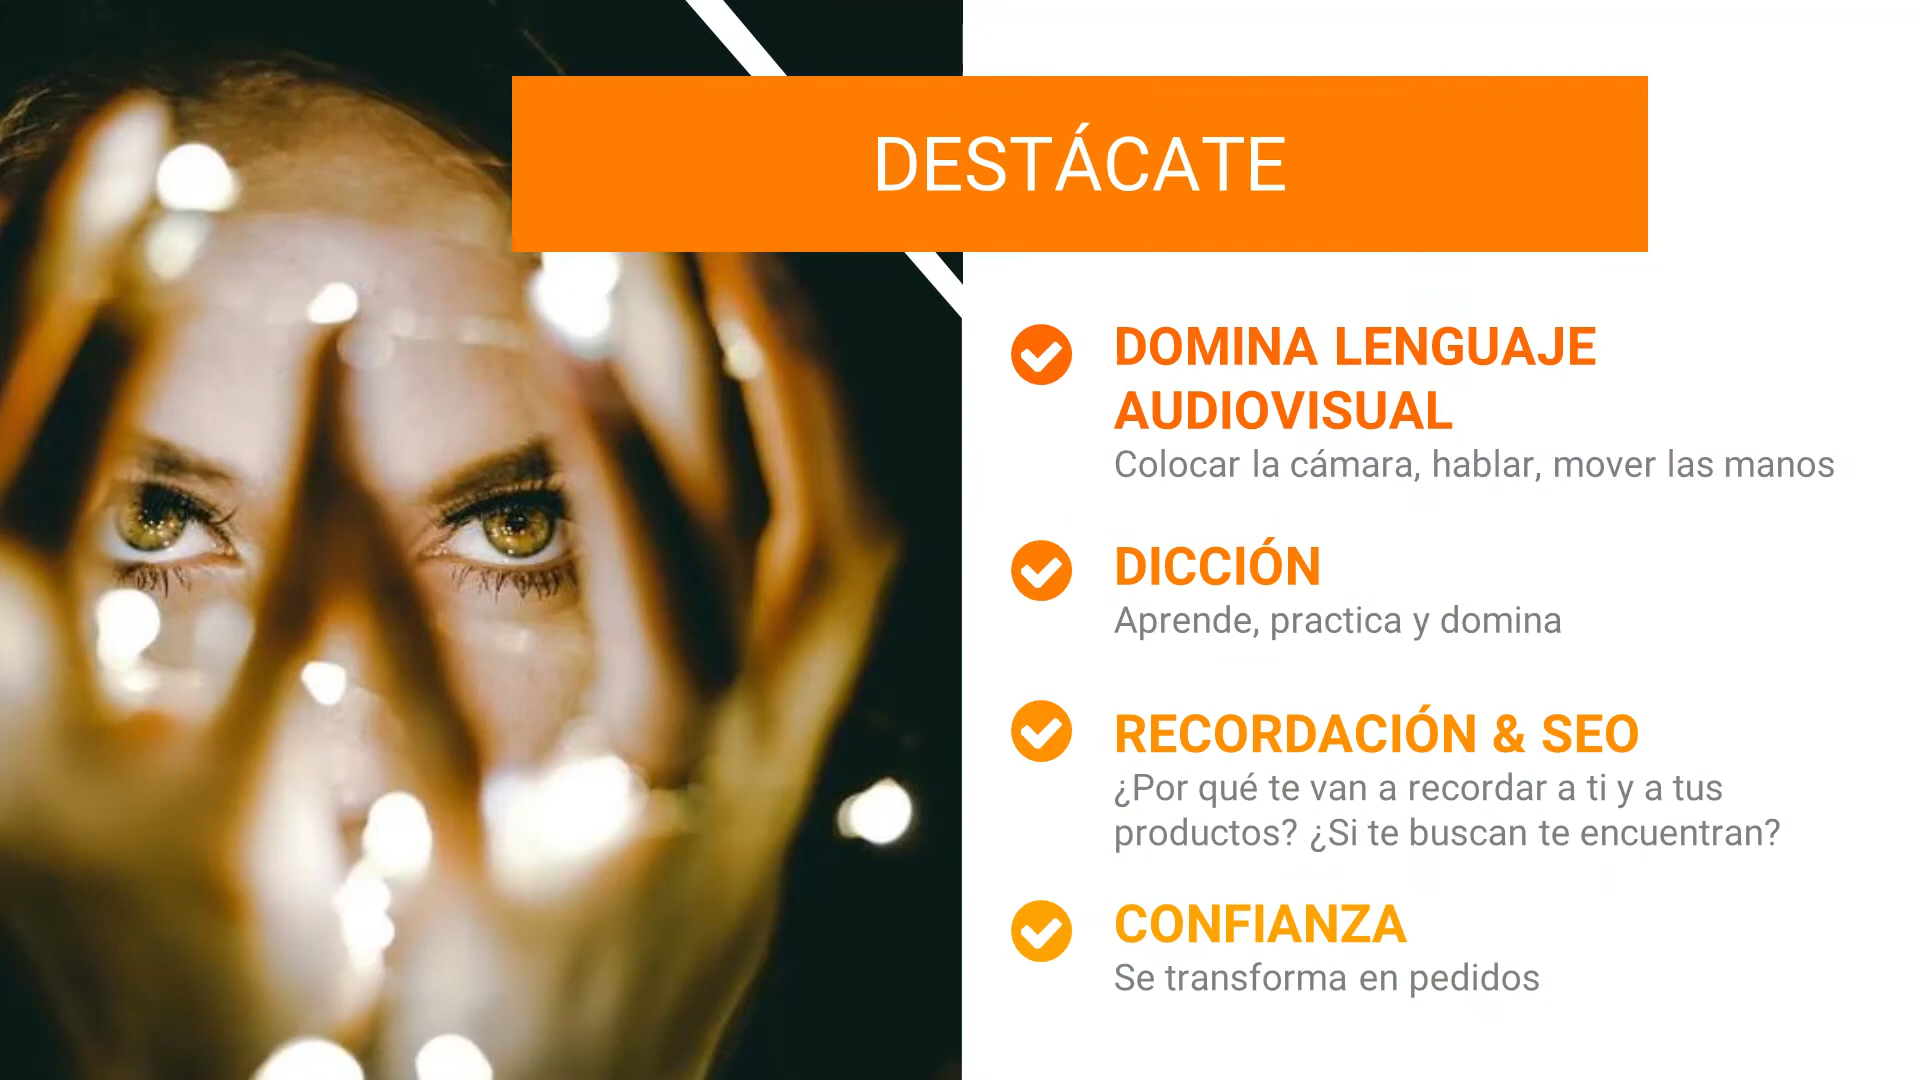 DESTÁCATE
DOMINA LENGUAJE
AUDIOVISUAL
Colocar la cámara, hablar, mover las manos
DICCIÓN
Aprende, practica y domina
RECORDACIÓN & SEO
¿Por qué te van a recordar a ti y a tus
productos? ¿Si te buscan te encuentran?
CONFIANZA
Se transforma en pedidos